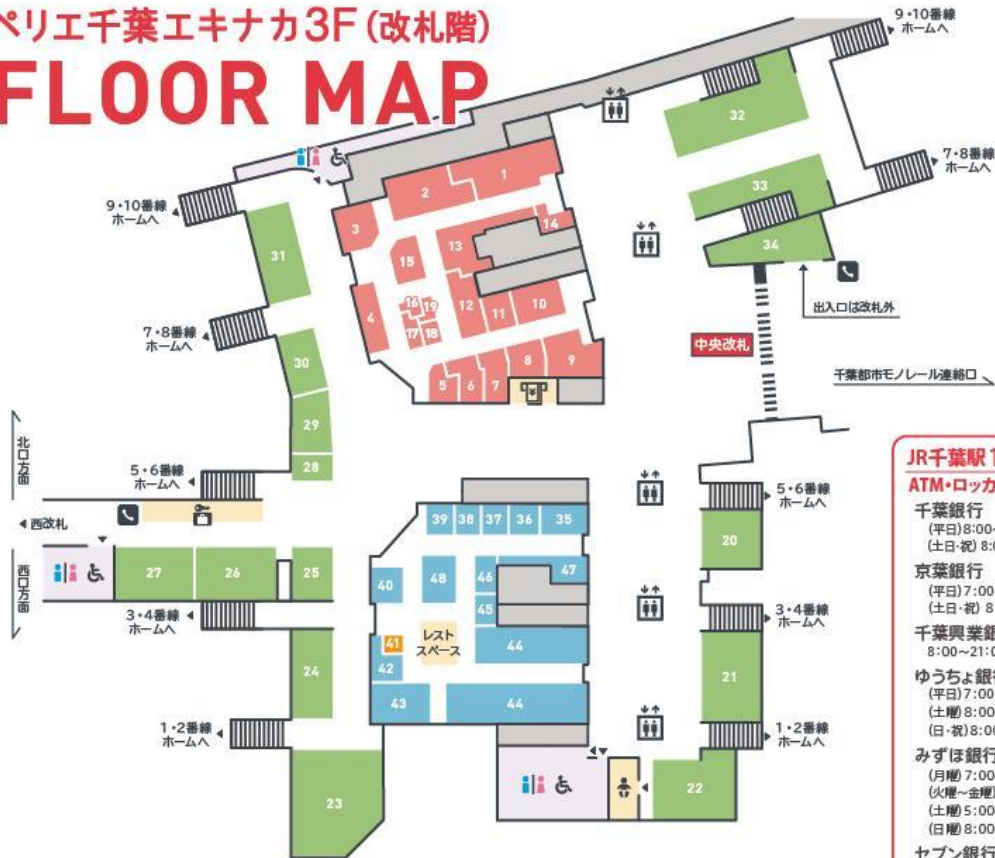 ペリエ千葉エキナカ3F(改札階)
FLOOR MAP
9・10番線
ホームへ
7・8番線
ホームへ
32
33
34
出入口は改札外
中央改札
千葉都市モノレール連絡口
9・10番線
ホームへ
7・8番線
ホームへ
31
30
29
28
1
2
3
4
5
6
7
8
9
10
11
12
13
14
15
16
17
18
19
北口方面
5・6番線
ホームへ
西改札
西口方面
27
26
25
3・4番線
ホームへ
24
1・2番線
ホームへ
23
39
38
37
36
35
40
48
46
47
45
41
レスト
スペース
44
42
43
44
5・6番線
ホームへ
20
3・4番線
ホームへ
21
1・2番線
ホームへ
22
JR千葉駅
ATM・ロッカ
千葉銀行
(平日)8:00
(土日・祝)8:0
京葉銀行
(平日)7:00
(土日・祝)8
千葉興業銀
8:00~21:0
ゆうちょ銀行
(平日)7:00
(土曜)8:00
(日・祝)8:0
みずほ銀行
(月曜)7:00
(火曜~金曜)
(土曜)5:00
(日曜)8:00
セブン銀行